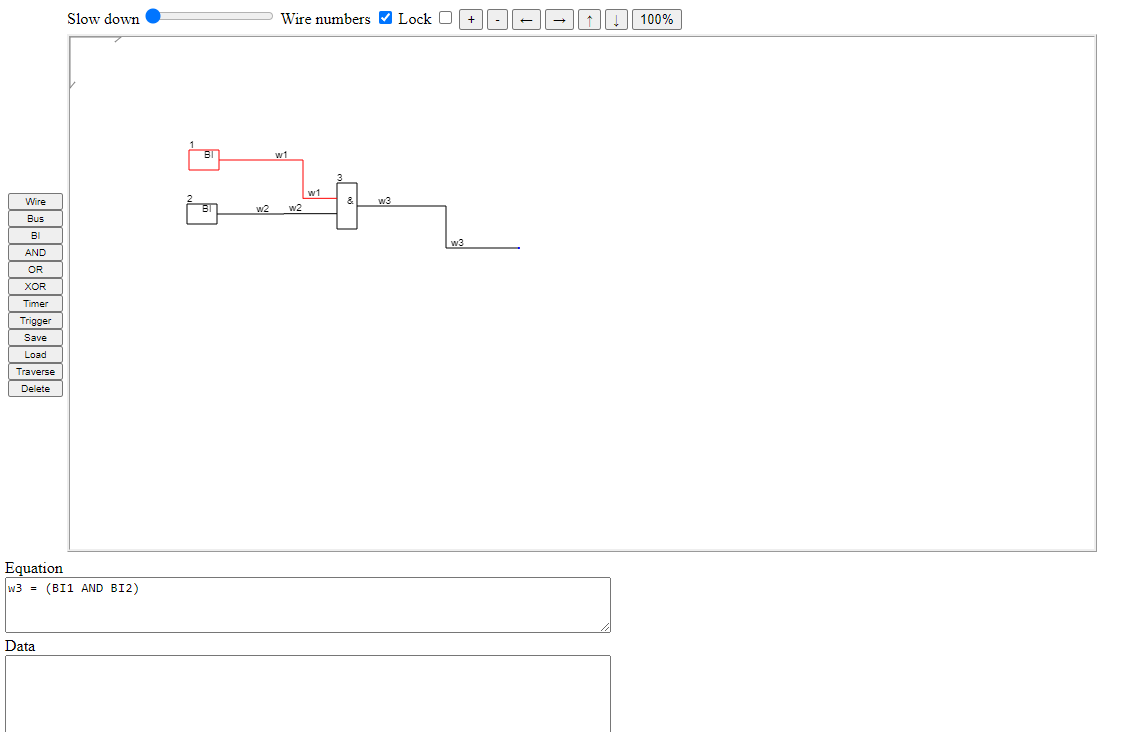 Slow down Wire numbers Lock + - ← → ↑ ↓ 100%
1
BI w1
w1
3
&
w3
2
BI w2 w2
w3
Wire
Bus
BI
AND
OR
XOR
Timer
Trigger
Save
Load
Traverse
Delete
Equation
w3 = (BI1 AND BI2)
Data